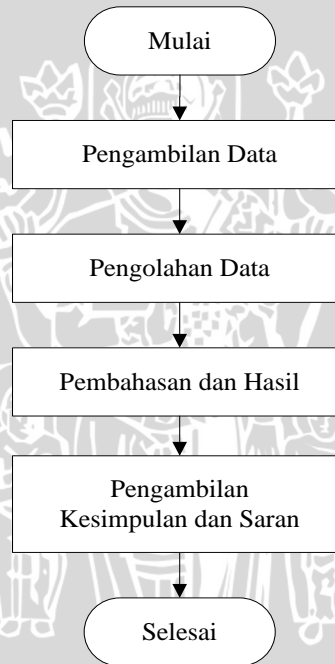 Mulai
Pengambilan Data
Pengolahan Data
Pembahasan dan Hasil
Pengambilan
Kesimpulan dan Saran
Selesai